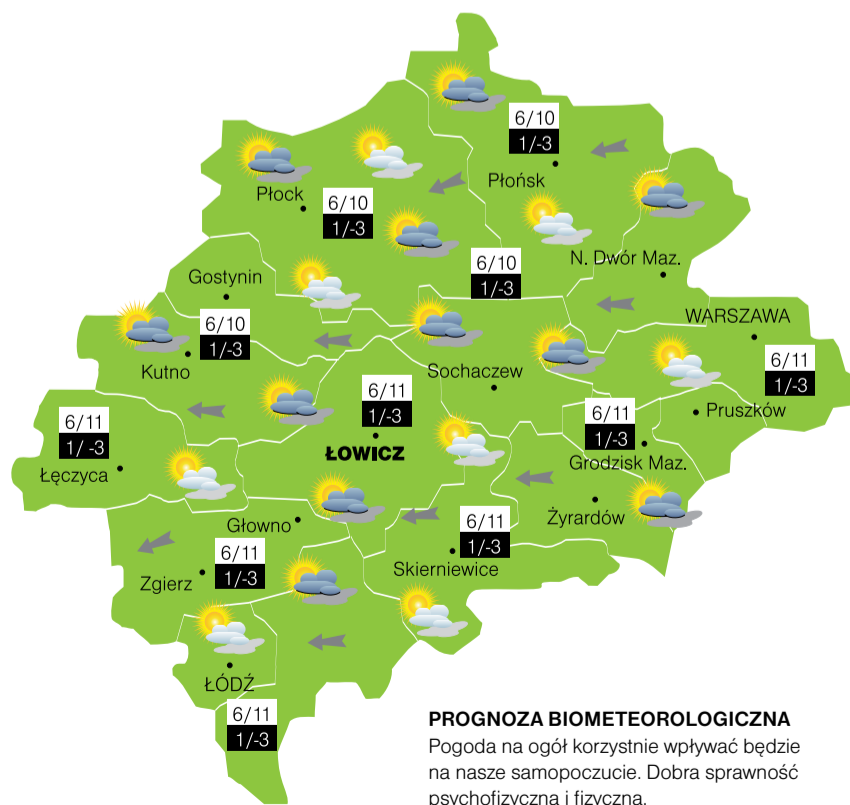 6/10
1/-3
Płońsk
Płock
6/10
1/-3
N. Dwór Maz.
6/10
1/-3
Gostynin
WARSZAWA
6/10
1/-3
Kutno
Sochaczew
6/11
1/-3
6/11
1/-3
Pruszków
6/11
1/-3
6/11
1/-3
ŁOWICZ
Grodzisk Maz.
Łęczyca
Żyrardów
Głowno
6/11
1/-3
Skierniewice
6/11
1/-3
Zgierz
ŁÓDŹ
6/11
1/-3
PROGNOZA BIOMETEOROLOGICZNA
Pogoda na ogół korzystnie wpływać będzie
na nasze samopoczucie. Dobra sprawność
psychofizyczna i fizyczna.